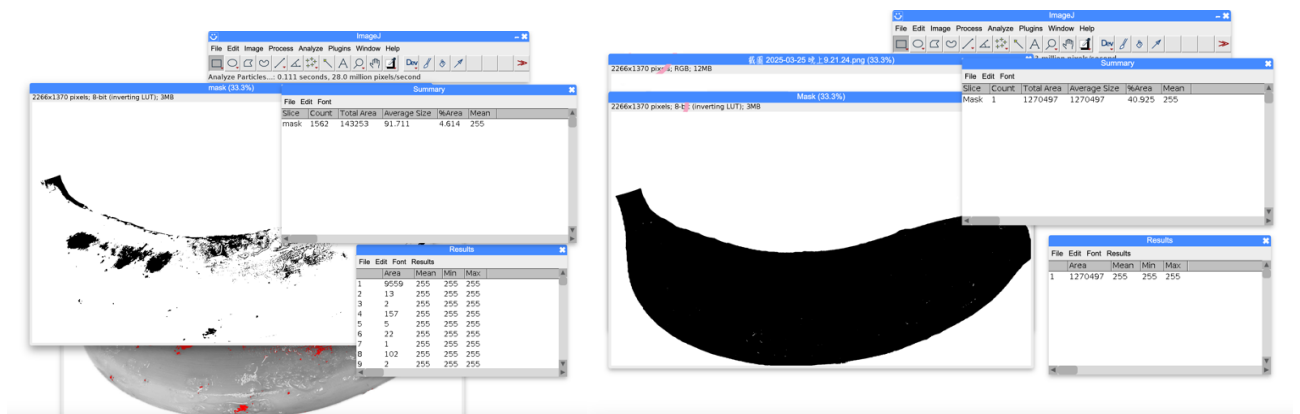 ImageJ
File Edit Image Process Analyze Plugins Window Help
Dev
Analyze Particles...: 0.111 seconds, 28.0 million pixels/second
mask (33.3%)
2266x1370 pixels; 8-bit (inverting LUT); 3MB
Summary
File Edit Font
Slice Count Total Area Average Size %Area Mean
mask 1562 143253 91.711 4.614 255
Results
File Edit Font Results
Area Mean Min Max
1 9559 255 255 255
2 13 255 255 255
3 2 255 255 255
4 157 255 255 255
5 5 255 255 255
6 22 255 255 255
7 1 255 255 255
8 102 255 255 255
9 2 255 255 255
ImageJ
File Edit Image Process Analyze Plugins Window Help
Dev
截圖 2025-03-25 晚上9.21.24.png (33.3%)
2266x1370 pixels; RGB; 12MB
Mask (33.3%)
2266x1370 pixels; 8-bit (inverting LUT); 3MB
Summary
File Edit Font
Slice Count Total Area Average Size %Area Mean
Mask 1 1270497 1270497 40.925 255
Results
File Edit Font Results
Area Mean Min Max
1 1270497 255 255 255